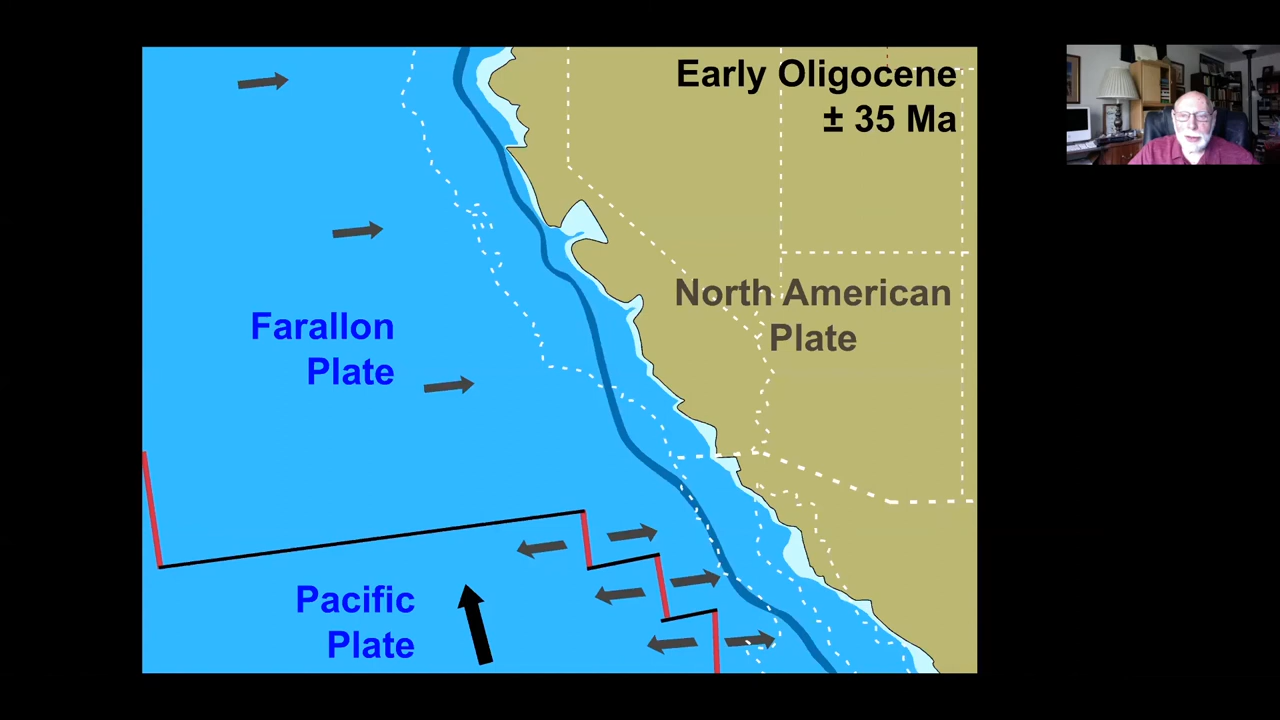 Early Oligocene
± 35 Ma
North American
Plate
Farallon
Plate
Pacific
Plate